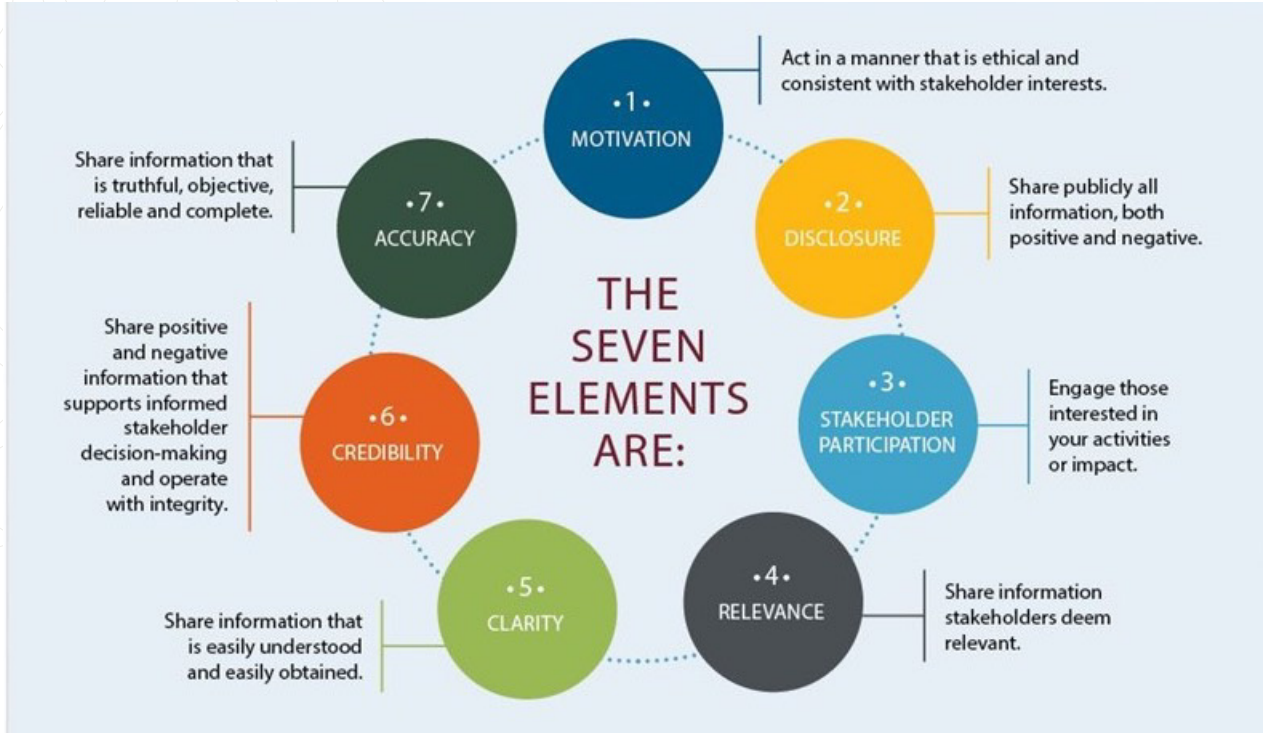 THE
SEVEN
ELEMENTS
ARE:
•1•
MOTIVATION
Act in a manner that is ethical and
consistent with stakeholder interests.
•2•
DISCLOSURE
Share publicly all
information, both
positive and negative.
•3•
STAKEHOLDER
PARTICIPATION
Engage those
interested in
your activities
or impact.
•4•
RELEVANCE
Share information
stakeholders deem
relevant.
•5•
CLARITY
Share information that
is easily understood
and easily obtained.
•6•
CREDIBILITY
Share positive
and negative
information that
supports informed
stakeholder
decision-making
and operate
with integrity.
•7•
ACCURACY
Share information that
is truthful, objective,
reliable and complete.